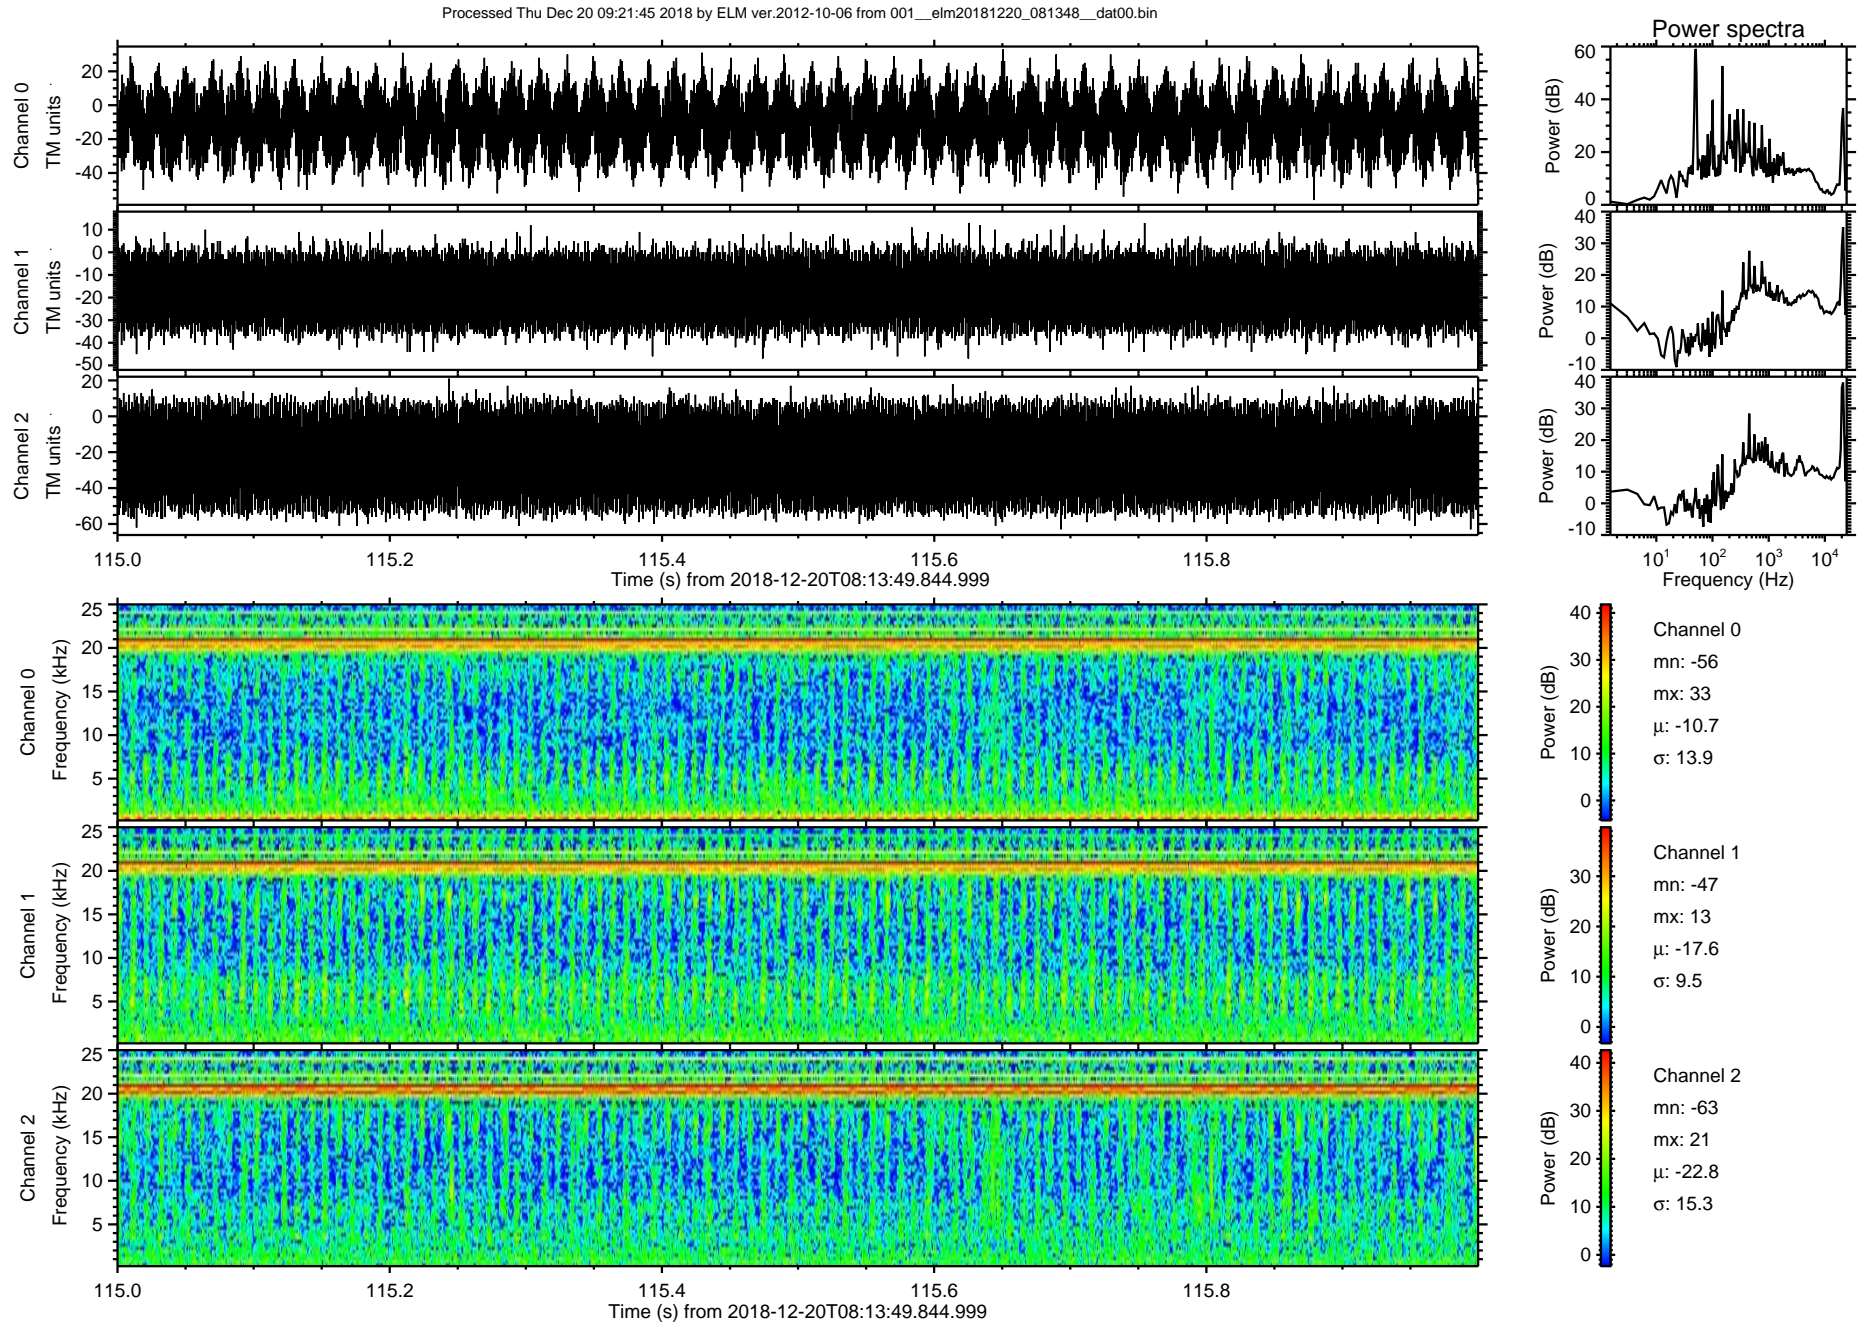 Processed Thu Dec 20 09:21:45 2018 by ELM ver.2012-10-06 from 001__elm20181220_081348__dat00.bin
Power spectra
Channel 0
TM units
20
0
-20
-40
Power (dB)
60
40
20
0
Channel 1
TM units
10
0
-10
-20
-30
-40
-50
Power (dB)
40
30
20
10
0
-10
Channel 2
TM units
20
0
-20
-40
-60
Power (dB)
40
30
20
10
0
-10
115.0 115.2 115.4 115.6 115.8
Time (s) from 2018-12-20T08:13:49.844.999
10¹ 10² 10³ 10⁴
Frequency (Hz)
Channel 0
Frequency (kHz)
25
20
15
10
5
Power (dB)
40
30
20
10
0
Channel 0
mn: -56
mx: 33
μ: -10.7
σ: 13.9
Channel 1
Frequency (kHz)
25
20
15
10
5
Power (dB)
30
20
10
0
Channel 1
mn: -47
mx: 13
μ: -17.6
σ: 9.5
Channel 2
Frequency (kHz)
25
20
15
10
5
Power (dB)
40
30
20
10
0
Channel 2
mn: -63
mx: 21
μ: -22.8
σ: 15.3
115.0 115.2 115.4 115.6 115.8
Time (s) from 2018-12-20T08:13:49.844.999